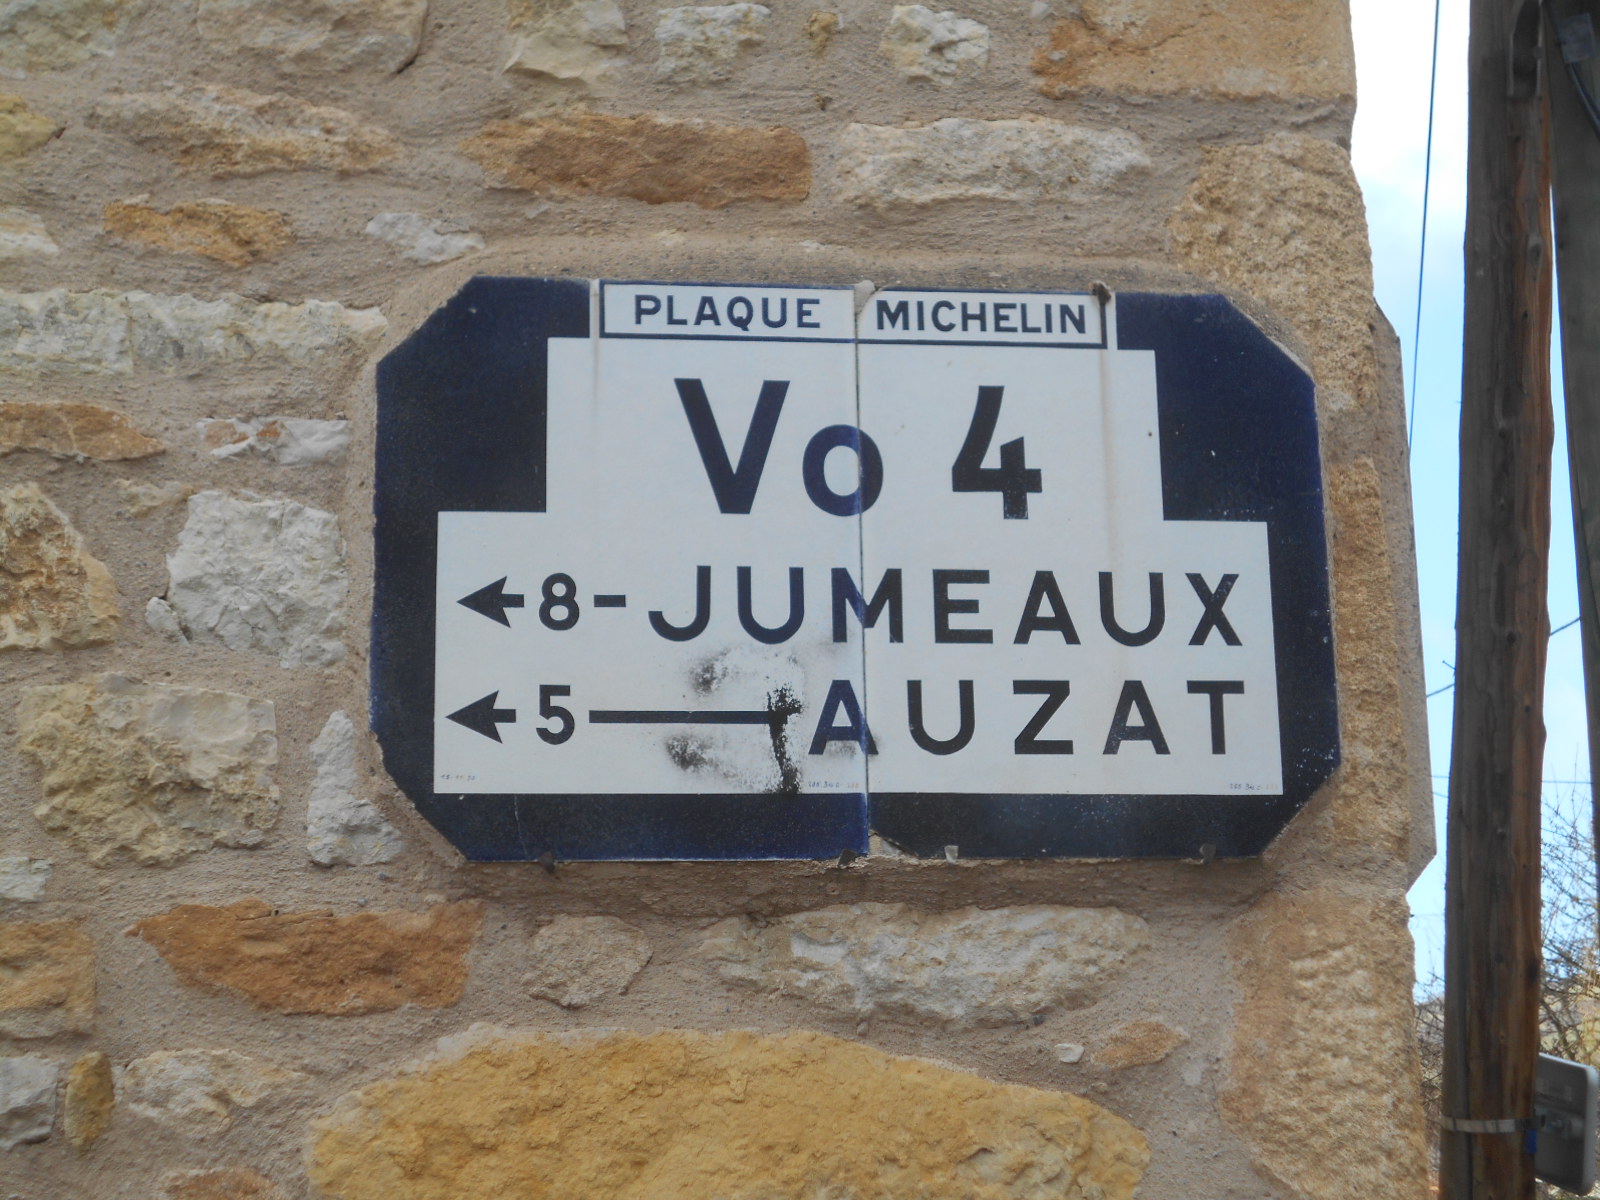 PLAQUE MICHELIN
Vo 4
8-JUMEAUX
5—AUZAT